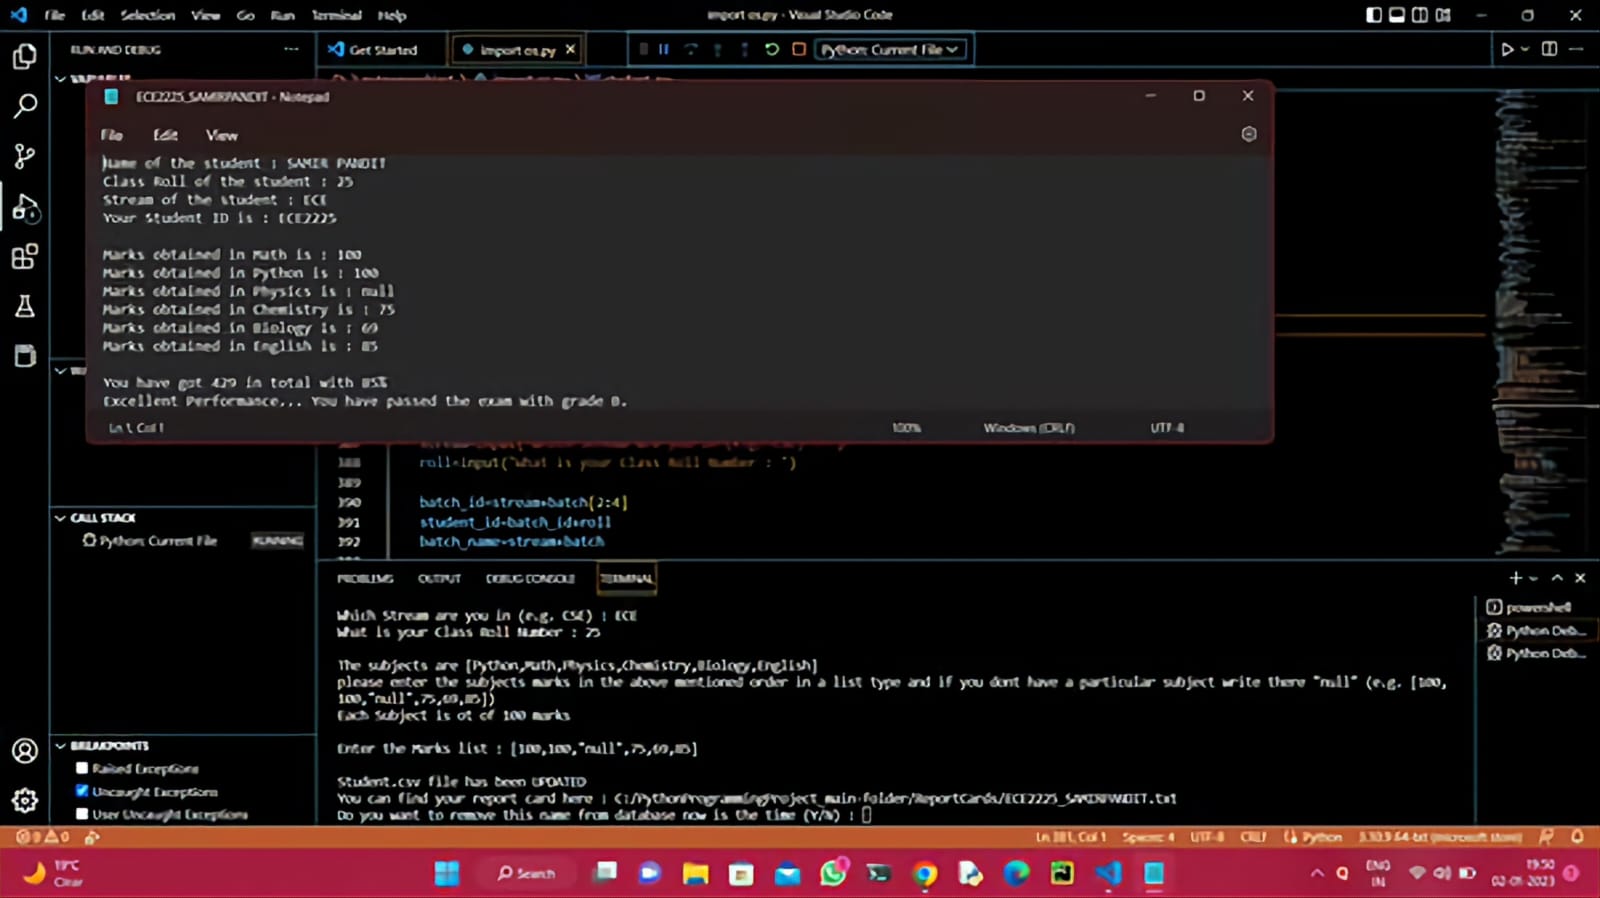 File Edit Selection View Go Run Terminal Help
import os.py - Visual Studio Code
RUN AND DEBUG
Get Started
import os.py
Python: Current File
VARIABLES
ECE2225_SAMIRPANDIT - Notepad
File Edit View
Name of the student : SAMIR PANDIT
Class Roll of the student : 25
Stream of the student : ECE
Your Student ID is : ECE2225
Marks obtained in Math is : 100
Marks obtained in Python is : 100
Marks obtained in Physics is : null
Marks obtained in Chemistry is : 75
Marks obtained in Biology is : 69
Marks obtained in English is : 85
You have got 429 in total with 85%
Excellent Performance... You have passed the exam with grade B.
Ln 1, Col 1
100%
Windows (CRLF)
UTF-8
388 roll=input("What is your Class Roll Number : ")
389
390 batch_id=stream+batch[2:4]
391 student_id=batch_id+roll
392 batch_name=stream+batch
CALL STACK
Python: Current File RUNNING
PROBLEMS OUTPUT DEBUG CONSOLE TERMINAL
powershell
Python Deb...
Python Deb...
Which Stream are you in (e.g. CSE) : ECE
What is your Class Roll Number : 25
The subjects are [Python,Math,Physics,Chemistry,Biology,English]
please enter the subjects marks in the above mentioned order in a list type and if you dont have a particular subject write there "null" (e.g. [100,
100,"null",75,69,85])
Each Subject is ot of 100 marks
Enter the Marks list : [100,100,"null",75,69,85]
Student.csv file has been UPDATED
You can find your report card here : C:/PythonProgrammingProject_main-folder/ReportCards/ECE2225_SAMIRPANDIT.txt
Do you want to remove this name from database now is the time (Y/N) :
BREAKPOINTS
Raised Exceptions
Uncaught Exceptions
User Uncaught Exceptions
0 0
Ln 381, Col 1 Spaces: 4 UTF-8 CRLF Python 3.10.9 64-bit (microsoft store)
19°C
Clear
Search
ENG
IN
19:50
02-01-2023